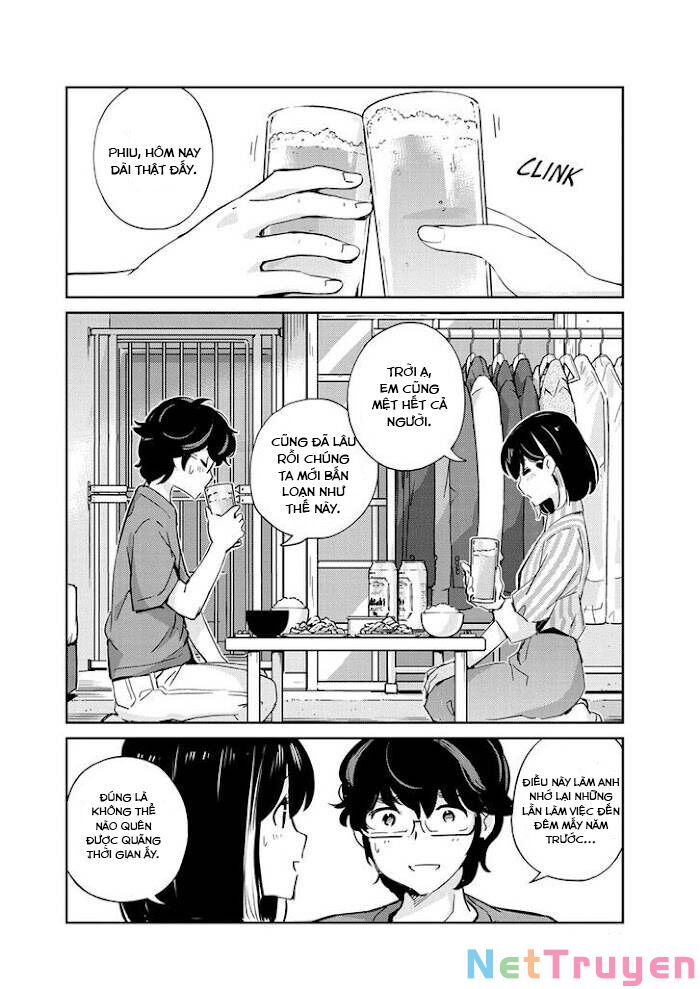 PHIU, HÔM NAY
DÀI THẬT ĐẤY.
CLINK
TRỜI Ạ,
EM CŨNG
MỆT HẾT CẢ
NGƯỜI.
CŨNG ĐÃ LÂU
RỒI CHÚNG
TA MỚI BẤN
LOẠN NHƯ
THẾ NÀY.
ĐIỀU NÀY LÀM ANH
NHỚ LẠI NHỮNG
LẦN LÀM VIỆC ĐẾN
ĐÊM MẤY NĂM
TRƯỚC...
ĐÚNG LÀ
KHÔNG THỂ
NÀO QUÊN
ĐƯỢC QUÃNG
THỜI GIAN ẤY.
NetTruyen